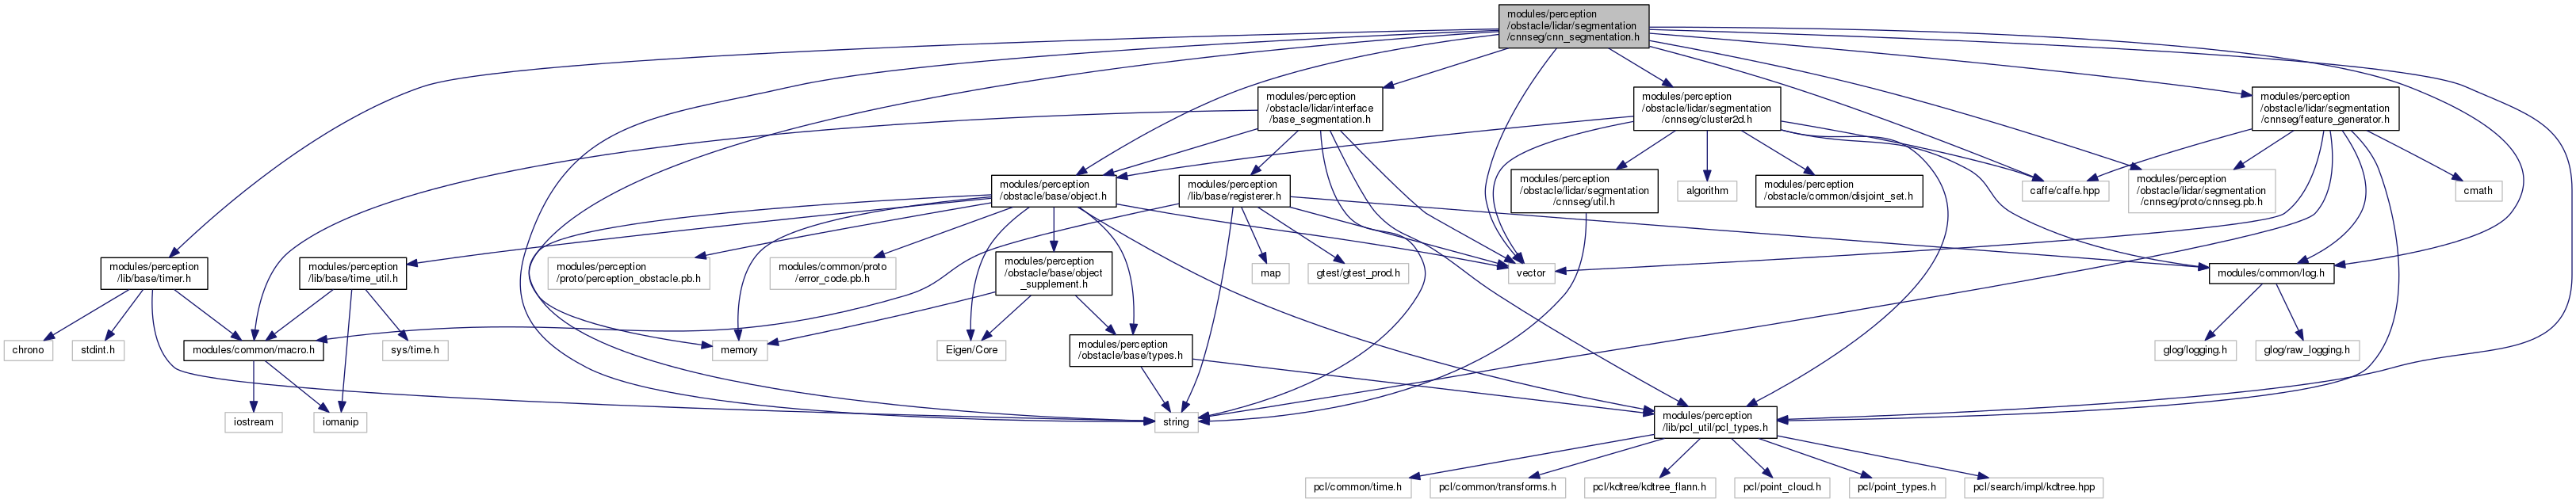 modules/perception
/obstacle/lidar/segmentation
/cnnseg/cnn_segmentation.h
modules/perception
/obstacle/lidar/interface
/base_segmentation.h
modules/perception
/obstacle/lidar/segmentation
/cnnseg/cluster2d.h
modules/perception
/obstacle/lidar/segmentation
/cnnseg/feature_generator.h
modules/perception
/obstacle/base/object.h
modules/perception
/lib/base/registerer.h
modules/perception
/obstacle/lidar/segmentation
/cnnseg/util.h
algorithm
modules/perception
/obstacle/common/disjoint_set.h
caffe/caffe.hpp
modules/perception
/obstacle/lidar/segmentation
/cnnseg/proto/cnnseg.pb.h
cmath
modules/perception
/lib/base/timer.h
modules/perception
/lib/base/time_util.h
modules/perception
/proto/perception_obstacle.pb.h
modules/common/proto
/error_code.pb.h
modules/perception
/obstacle/base/object
_supplement.h
map
gtest/gtest_prod.h
vector
modules/common/log.h
chrono
stdint.h
modules/common/macro.h
sys/time.h
memory
Eigen/Core
modules/perception
/obstacle/base/types.h
glog/logging.h
glog/raw_logging.h
iostream
iomanip
string
modules/perception
/lib/pcl_util/pcl_types.h
pcl/common/time.h
pcl/common/transforms.h
pcl/kdtree/kdtree_flann.h
pcl/point_cloud.h
pcl/point_types.h
pcl/search/impl/kdtree.hpp